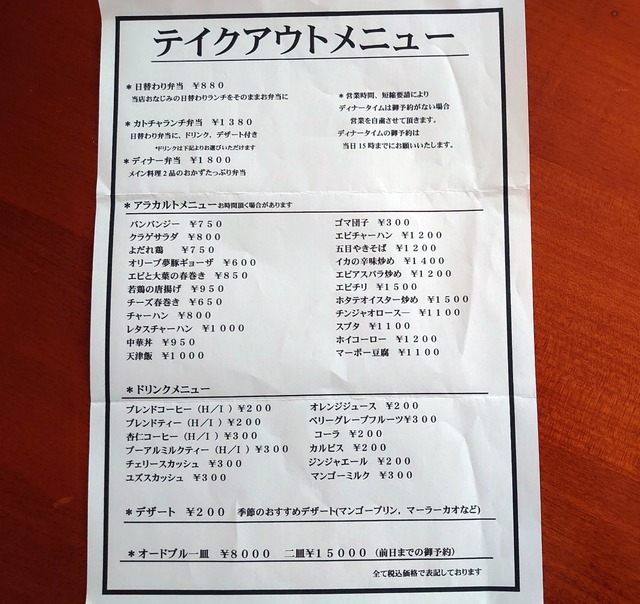 テイクアウトメニュー
＊日替わり弁当　￥８８０
当店おなじみの日替わりランチをそのままお弁当に
＊カトチャランチ弁当　￥１３８０
日替わり弁当に、ドリンク，デザート付き
*ドリンクは下記よりお選びいただけます
＊ディナー弁当　￥１８００
メイン料理２品のおかずたっぷり弁当
＊営業時間、短縮要請により
ディナータイムは御予約がない場合
営業を自粛させて頂きます。
ディナータイムの御予約は
当日15時までにお願いいたします。
＊アラカルトメニューお時間頂く場合があります
バンバンジー　￥７５０
クラゲサラダ　￥８００
よだれ鶏　￥７５０
オリーブ夢豚ギョーザ　￥６００
エビと大葉の春巻き　￥８５０
若鶏の唐揚げ　￥９５０
チーズ春巻き　￥６５０
チャーハン　￥８００
レタスチャーハン　￥１０００
中華丼　￥９５０
天津飯　￥１０００
ゴマ団子　￥３００
エビチャーハン　￥１２００
五目やきそば　￥１２００
イカの辛味炒め　￥１４００
エビアスパラ炒め　￥１２００
エビチリ　￥１５００
ホタテオイスター炒め　￥１５００
チンジャオロースー　￥１１００
スブタ　￥１１００
ホイコーロー　￥１２００
マーボー豆腐　￥１１００
＊ドリンクメニュー
ブレンドコーヒー（Ｈ／Ｉ）￥２００
ブレンドティー（Ｈ／Ｉ）￥２００
杏仁コーヒー（Ｈ／Ｉ）￥３００
プーアールミルクティー（Ｈ／Ｉ）￥３００
チェリースカッシュ　￥３００
ユズスカッシュ　￥３００
オレンジジュース　￥２００
ベリーグレープフルーツ￥３００
コーラ　￥２００
カルピス　￥２００
ジンジャエール　￥２００
マンゴーミルク　￥３００
＊デザート　￥２００　季節のおすすめデザート(マンゴープリン，マーラーカオなど)
＊オードブル一皿　￥８０００　二皿￥１５０００（前日までの御予約）
全て税込価格で表記しております